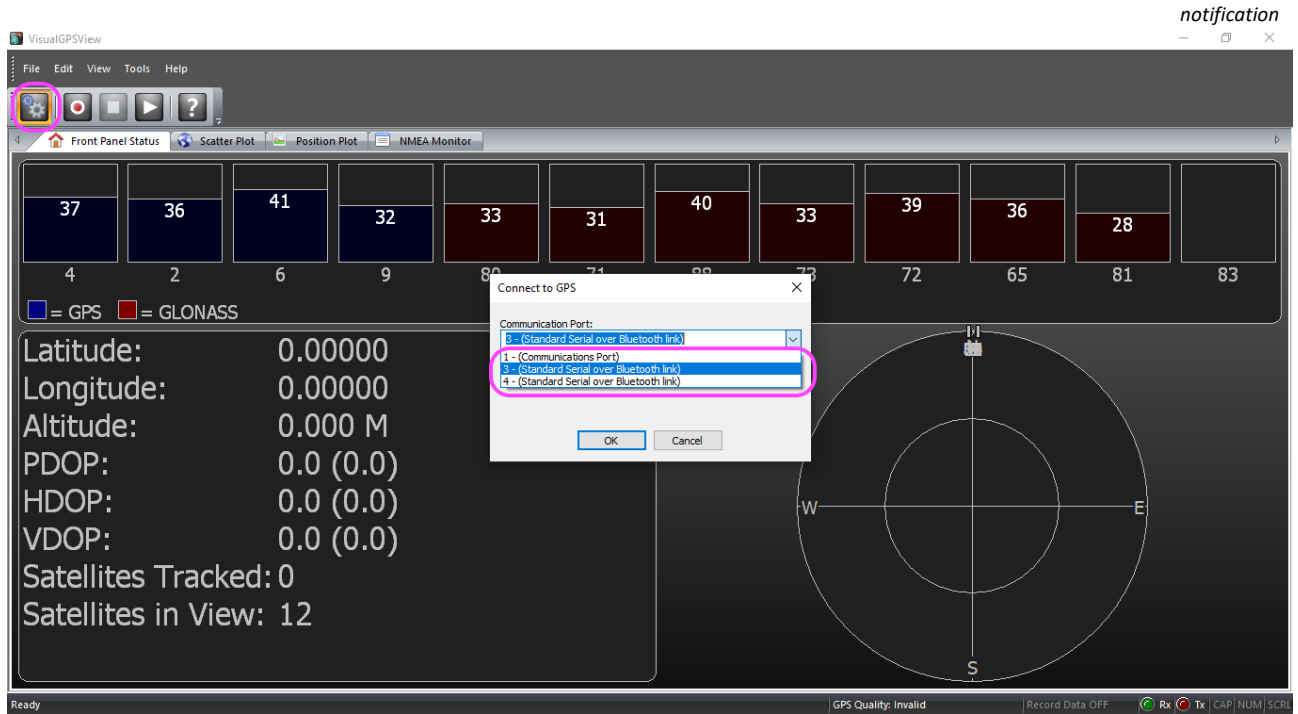 notification
VisualGPSView
File Edit View Tools Help
?
Front Panel Status Scatter Plot Position Plot NMEA Monitor
37 36 41 32 33 31 40 33 39 36 28
4 2 6 9 80 71 88 73 72 65 81 83
= GPS = GLONASS
Connect to GPS
Communication Port:
3 - (Standard Serial over Bluetooth link)
1 - (Communications Port)
3 - (Standard Serial over Bluetooth link)
4 - (Standard Serial over Bluetooth link)
OK Cancel
Latitude: 0.00000
Longitude: 0.00000
Altitude: 0.000 M
PDOP: 0.0 (0.0)
HDOP: 0.0 (0.0)
VDOP: 0.0 (0.0)
Satellites Tracked: 0
Satellites in View: 12
W E
S
Ready GPS Quality: Invalid Record Data OFF Rx Tx CAP NUM SCRL